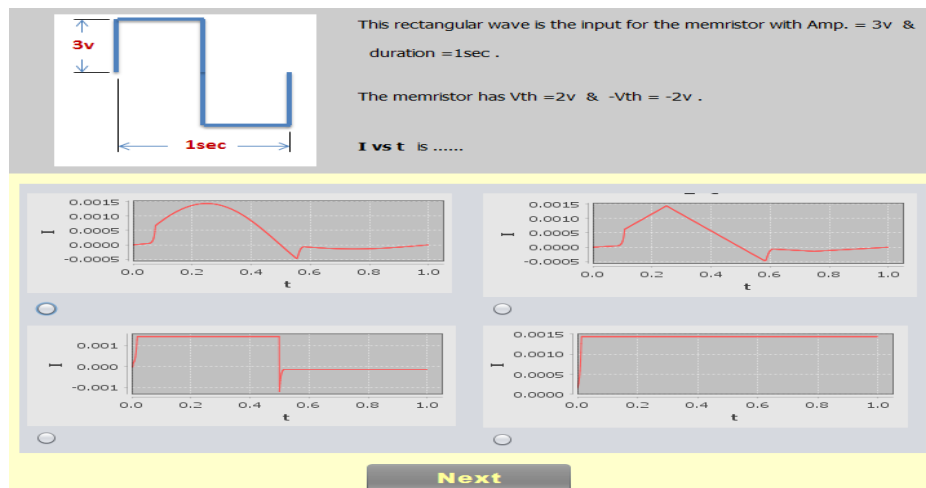 3v
1sec
This rectangular wave is the input for the memristor with Amp. = 3v &
duration =1sec .
The memristor has Vth =2v & -Vth = -2v .
I vs t is ......
0.0015
0.0010
0.0005
0.0000
-0.0005
I
0.0 0.2 0.4 0.6 0.8 1.0
t
0.0015
0.0010
0.0005
0.0000
-0.0005
I
0.0 0.2 0.4 0.6 0.8 1.0
t
0.001
0.000
-0.001
I
0.0 0.2 0.4 0.6 0.8 1.0
t
0.0015
0.0010
0.0005
0.0000
I
0.0 0.2 0.4 0.6 0.8 1.0
t
Next